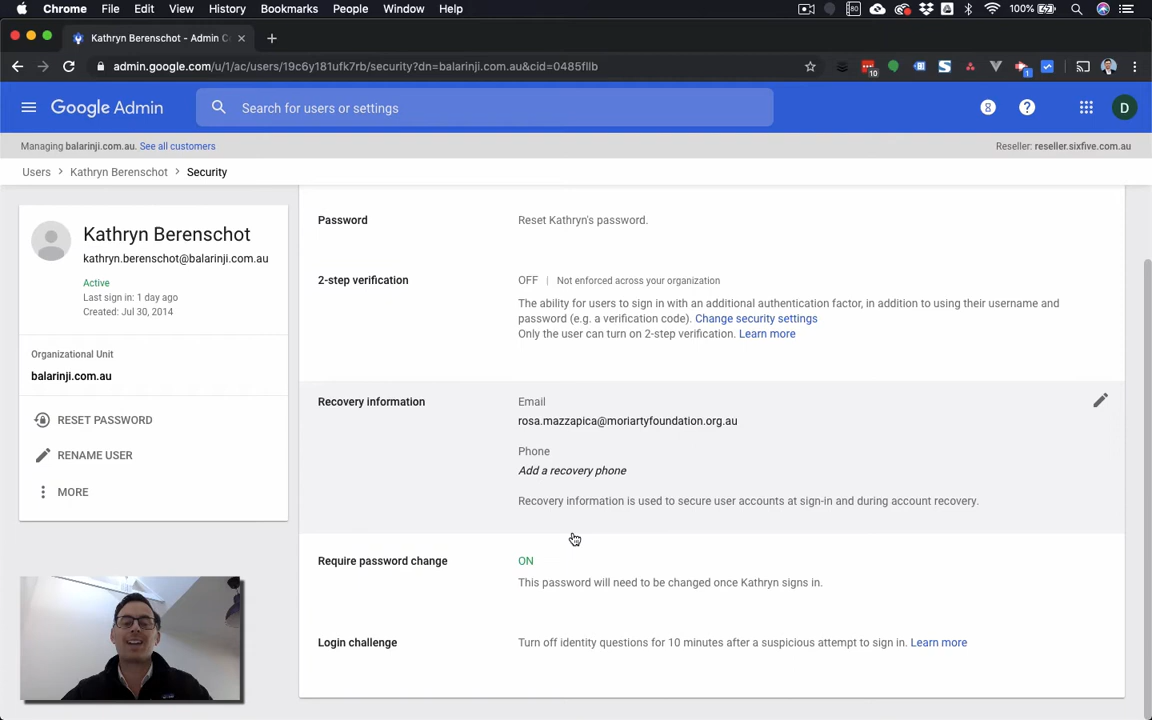 Chrome File Edit View History Bookmarks People Window Help 100%
Kathryn Berenschot - Admin C
admin.google.com/u/1/ac/users/19c6y181ufk7rb/security?dn=balarinji.com.au&cid=0485fllb
10
1
Google Admin
Search for users or settings
D
Managing balarinji.com.au. See all customers
Reseller: reseller.sixfive.com.au
Users > Kathryn Berenschot > Security
Kathryn Berenschot
kathryn.berenschot@balarinji.com.au
Active
Last sign in: 1 day ago
Created: Jul 30, 2014
Organizational Unit
balarinji.com.au
RESET PASSWORD
RENAME USER
MORE
Password
Reset Kathryn's password.
2-step verification
OFF | Not enforced across your organization
The ability for users to sign in with an additional authentication factor, in addition to using their username and
password (e.g. a verification code). Change security settings
Only the user can turn on 2-step verification. Learn more
Recovery information
Email
rosa.mazzapica@moriartyfoundation.org.au
Phone
Add a recovery phone
Recovery information is used to secure user accounts at sign-in and during account recovery.
Require password change
ON
This password will need to be changed once Kathryn signs in.
Login challenge
Turn off identity questions for 10 minutes after a suspicious attempt to sign in. Learn more